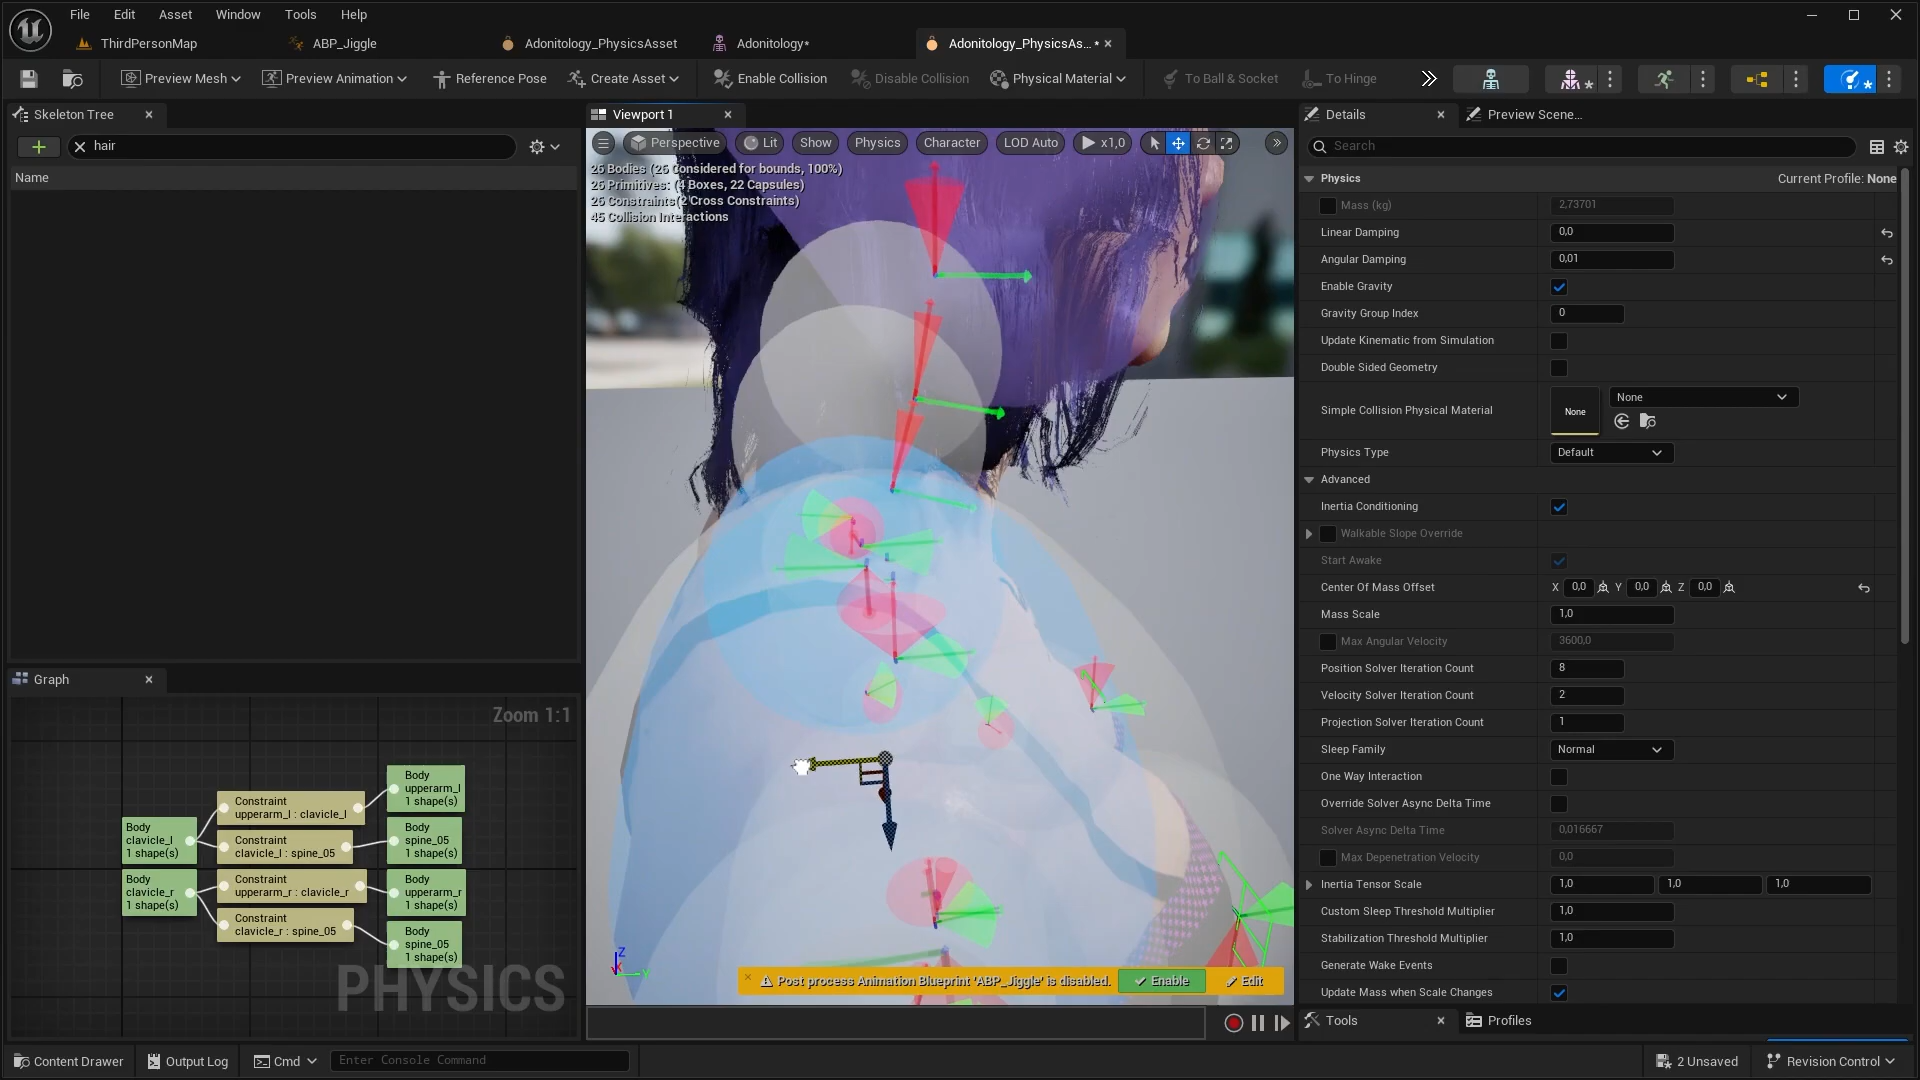 File Edit Asset Window Tools Help
ThirdPersonMap ABP_Jiggle Adonitology_PhysicsAsset Adonitology* Adonitology_PhysicsAs... *
Preview Mesh Preview Animation Reference Pose Create Asset Enable Collision Disable Collision Physical Material To Ball & Socket To Hinge
Skeleton Tree
hair
Name
Viewport 1
Perspective Lit Show Physics Character LOD Auto x1,0
26 Bodies (26 Considered for bounds, 100%)
26 Primitives: (4 Boxes, 22 Capsules)
26 Constraints(2 Cross Constraints)
45 Collision Interactions
Z
X
Y
Post process Animation Blueprint 'ABP_Jiggle' is disabled. Enable Edit
Graph
Zoom 1:1
Body
clavicle_l
1 shape(s)
Body
clavicle_r
1 shape(s)
Constraint
upperarm_l : clavicle_l
Constraint
clavicle_l : spine_05
Constraint
upperarm_r : clavicle_r
Constraint
clavicle_r : spine_05
Body
upperarm_l
1 shape(s)
Body
spine_05
1 shape(s)
Body
upperarm_r
1 shape(s)
Body
spine_05
1 shape(s)
PHYSICS
Details Preview Scene...
Search
Physics Current Profile: None
Mass (kg) 2,73701
Linear Damping 0,0
Angular Damping 0,01
Enable Gravity
Gravity Group Index 0
Update Kinematic from Simulation
Double Sided Geometry
Simple Collision Physical Material None None
Physics Type Default
Advanced
Inertia Conditioning
Walkable Slope Override
Start Awake
Center Of Mass Offset X 0,0 Y 0,0 Z 0,0
Mass Scale 1,0
Max Angular Velocity 3600,0
Position Solver Iteration Count 8
Velocity Solver Iteration Count 2
Projection Solver Iteration Count 1
Sleep Family Normal
One Way Interaction
Override Solver Async Delta Time
Solver Async Delta Time 0,016667
Max Depenetration Velocity 0,0
Inertia Tensor Scale 1,0 1,0 1,0
Custom Sleep Threshold Multiplier 1,0
Stabilization Threshold Multiplier 1,0
Generate Wake Events
Update Mass when Scale Changes
Tools Profiles
Content Drawer Output Log Cmd Enter Console Command 2 Unsaved Revision Control